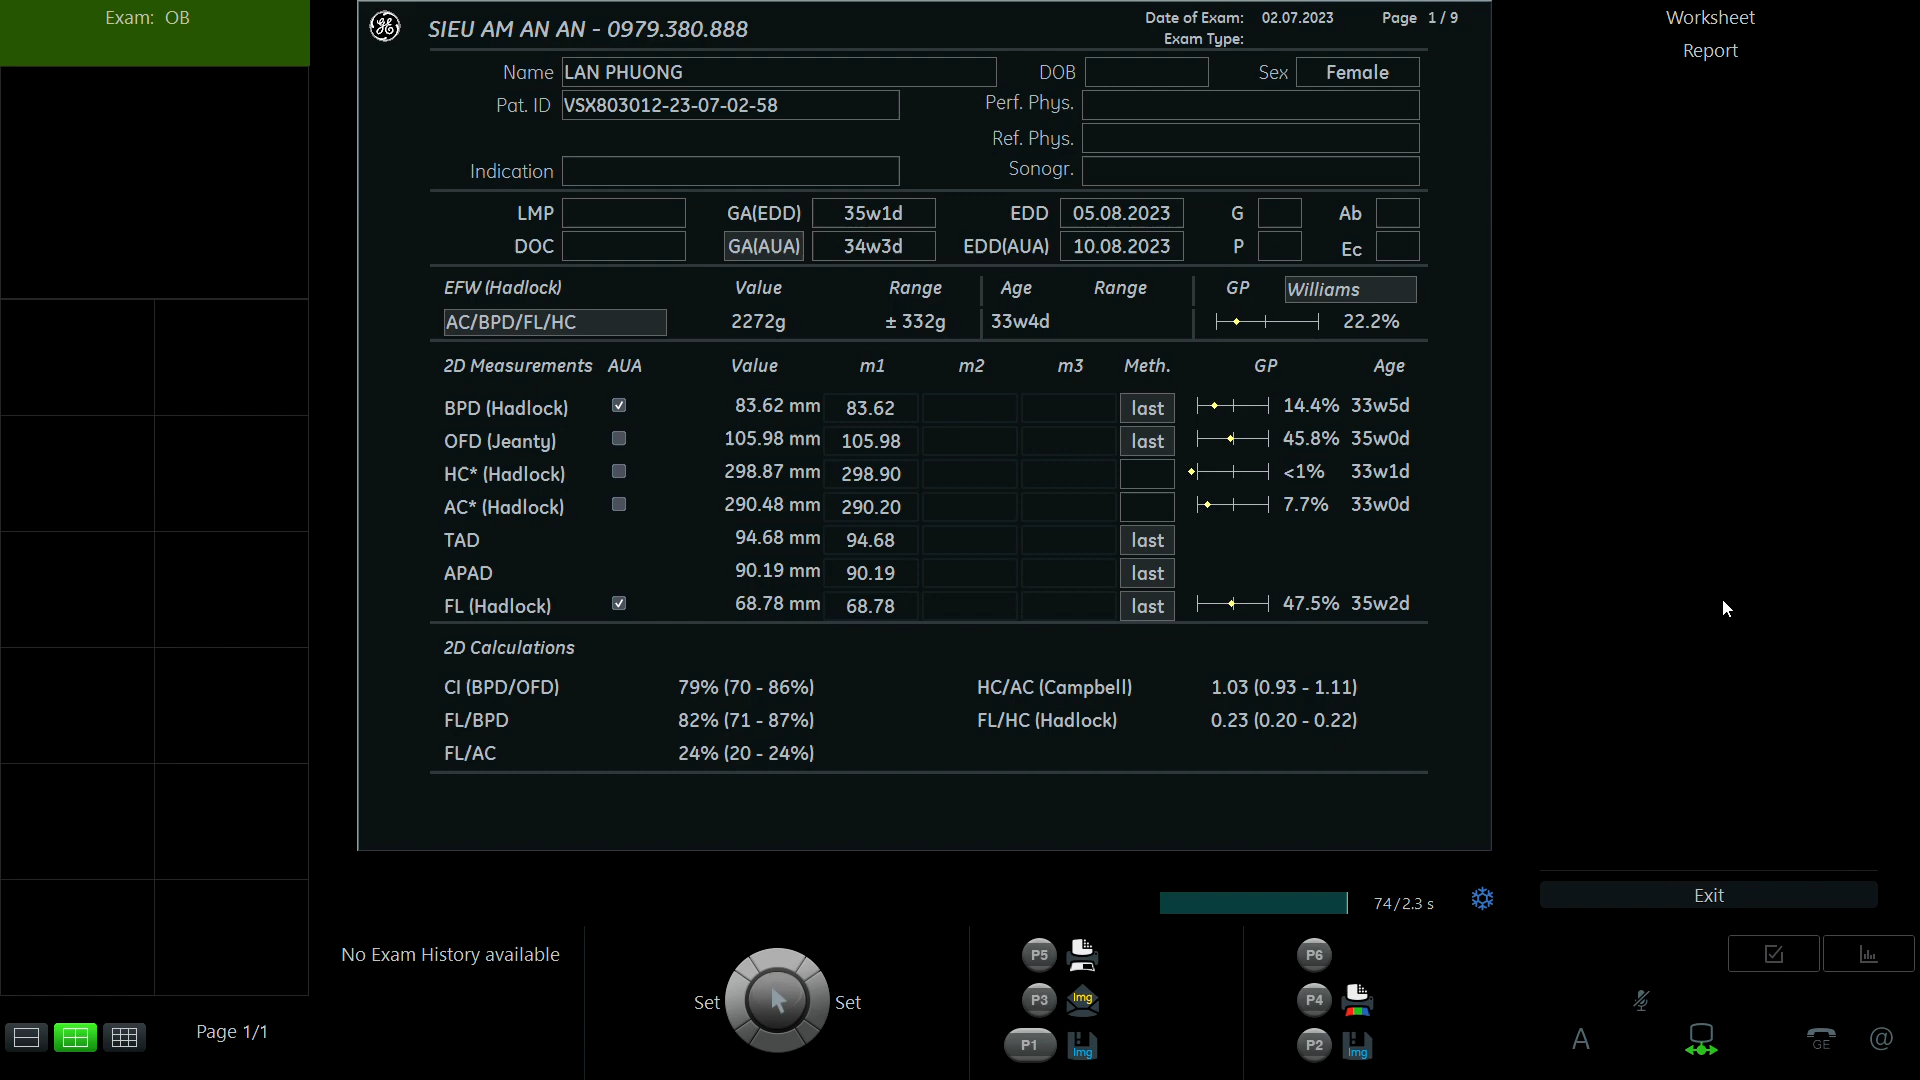 Exam: OB
SIEU AM AN AN - 0979.380.888
Date of Exam: 02.07.2023 Page 1 / 9
Exam Type:
Name LAN PHUONG DOB Sex Female
Pat. ID VSX803012-23-07-02-58 Perf. Phys.
Ref. Phys.
Indication Sonogr.
LMP GA(EDD) 35w1d EDD 05.08.2023 G Ab
DOC GA(AUA) 34w3d EDD(AUA) 10.08.2023 P Ec
EFW (Hadlock) Value Range Age Range GP Williams
AC/BPD/FL/HC 2272g ± 332g 33w4d 22.2%
2D Measurements AUA Value m1 m2 m3 Meth. GP Age
BPD (Hadlock) 83.62 mm 83.62 last 14.4% 33w5d
OFD (Jeanty) 105.98 mm 105.98 last 45.8% 35w0d
HC* (Hadlock) 298.87 mm 298.90 <1% 33w1d
AC* (Hadlock) 290.48 mm 290.20 7.7% 33w0d
TAD 94.68 mm 94.68 last
APAD 90.19 mm 90.19 last
FL (Hadlock) 68.78 mm 68.78 last 47.5% 35w2d
2D Calculations
CI (BPD/OFD) 79% (70 - 86%) HC/AC (Campbell) 1.03 (0.93 - 1.11)
FL/BPD 82% (71 - 87%) FL/HC (Hadlock) 0.23 (0.20 - 0.22)
FL/AC 24% (20 - 24%)
Worksheet
Report
Exit
74/2.3 s
No Exam History available
Set Set
P5 P6
P3 Img P4
P1 Img P2 Img
Page 1/1
A GE @